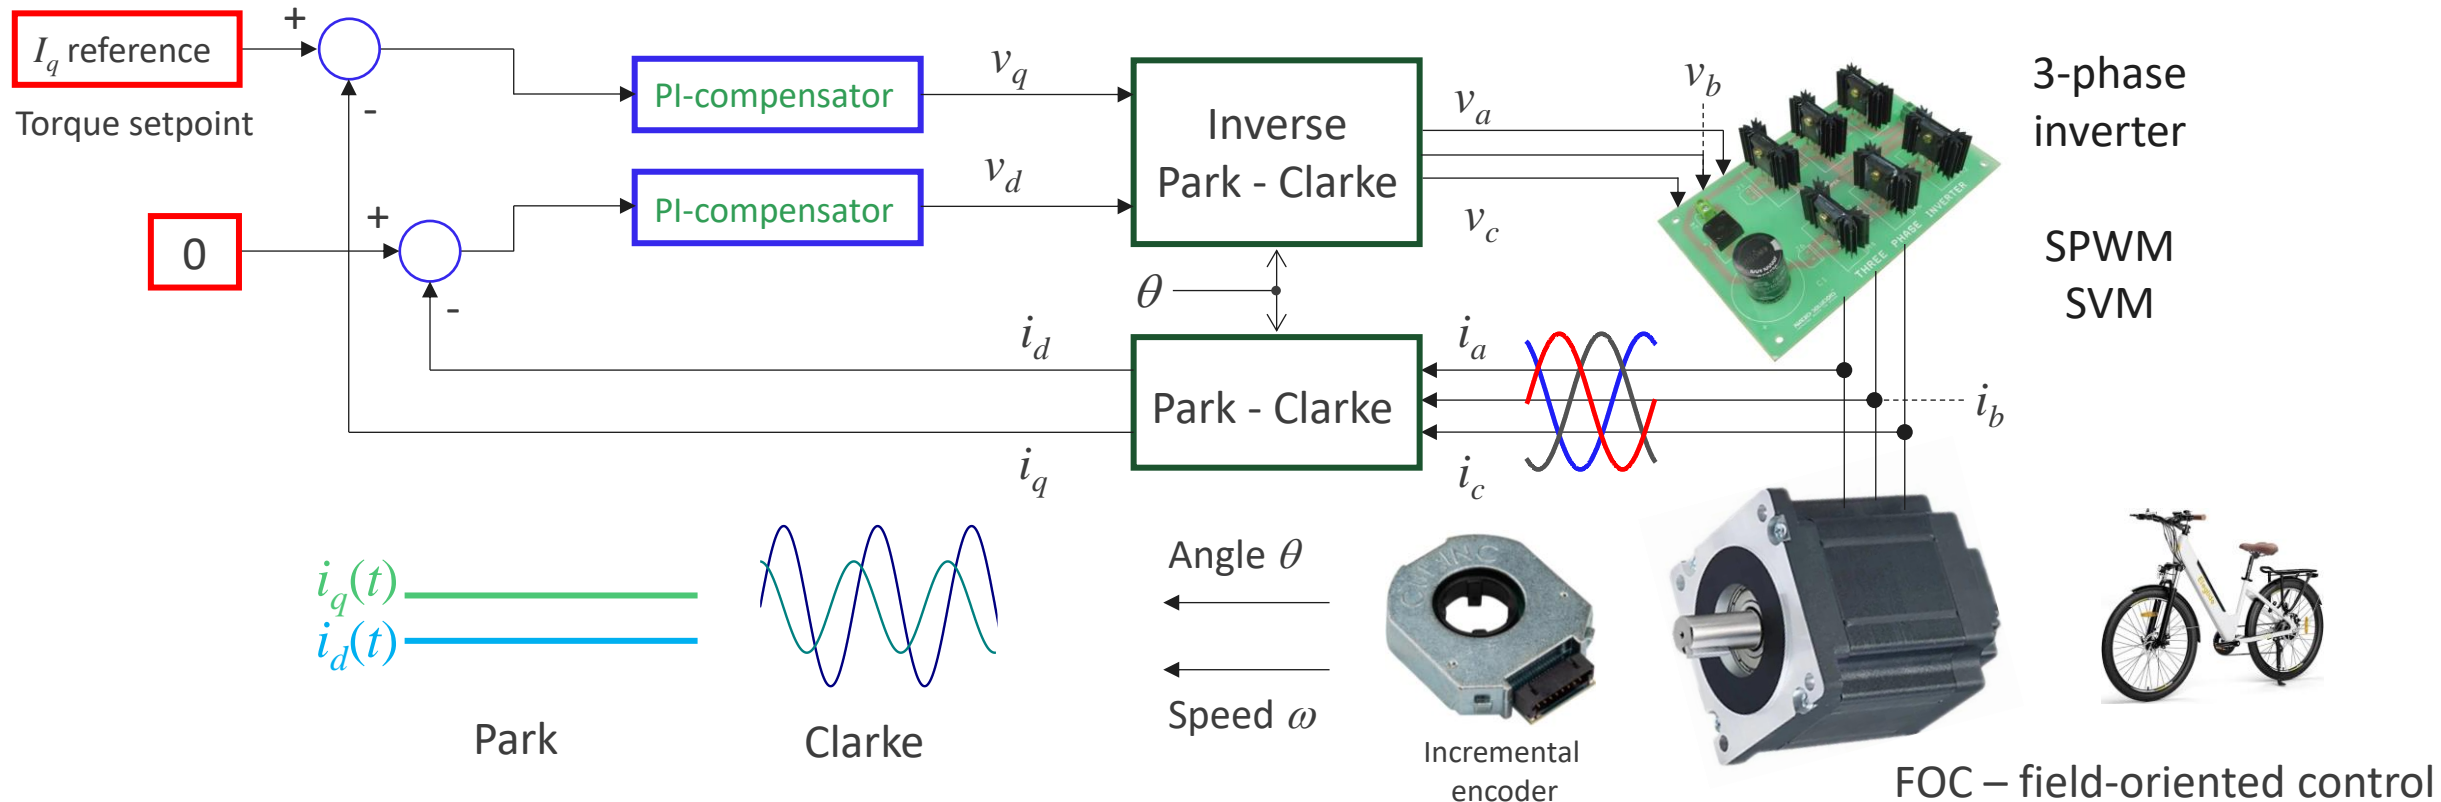 +
I_q reference
-
Torque setpoint
PI-compensator
v_q
Inverse
Park - Clarke
v_a
v_b
v_c
3-phase
inverter
THREE PHASE INVERTER
SPWM
SVM
+
0
-
PI-compensator
v_d
θ
i_d
i_q
Park - Clarke
i_a
i_b
i_c
i_q(t)
i_d(t)
Park
Clarke
Angle θ
Speed ω
Incremental
encoder
FOC – field-oriented control